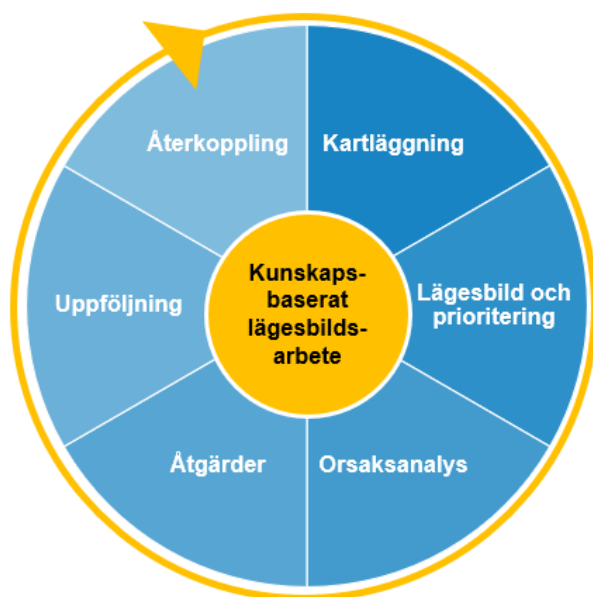 Återkoppling
Kartläggning
Lägesbild och
prioritering
Orsaksanalys
Åtgärder
Uppföljning
Kunskaps-
baserat
lägesbilds-
arbete